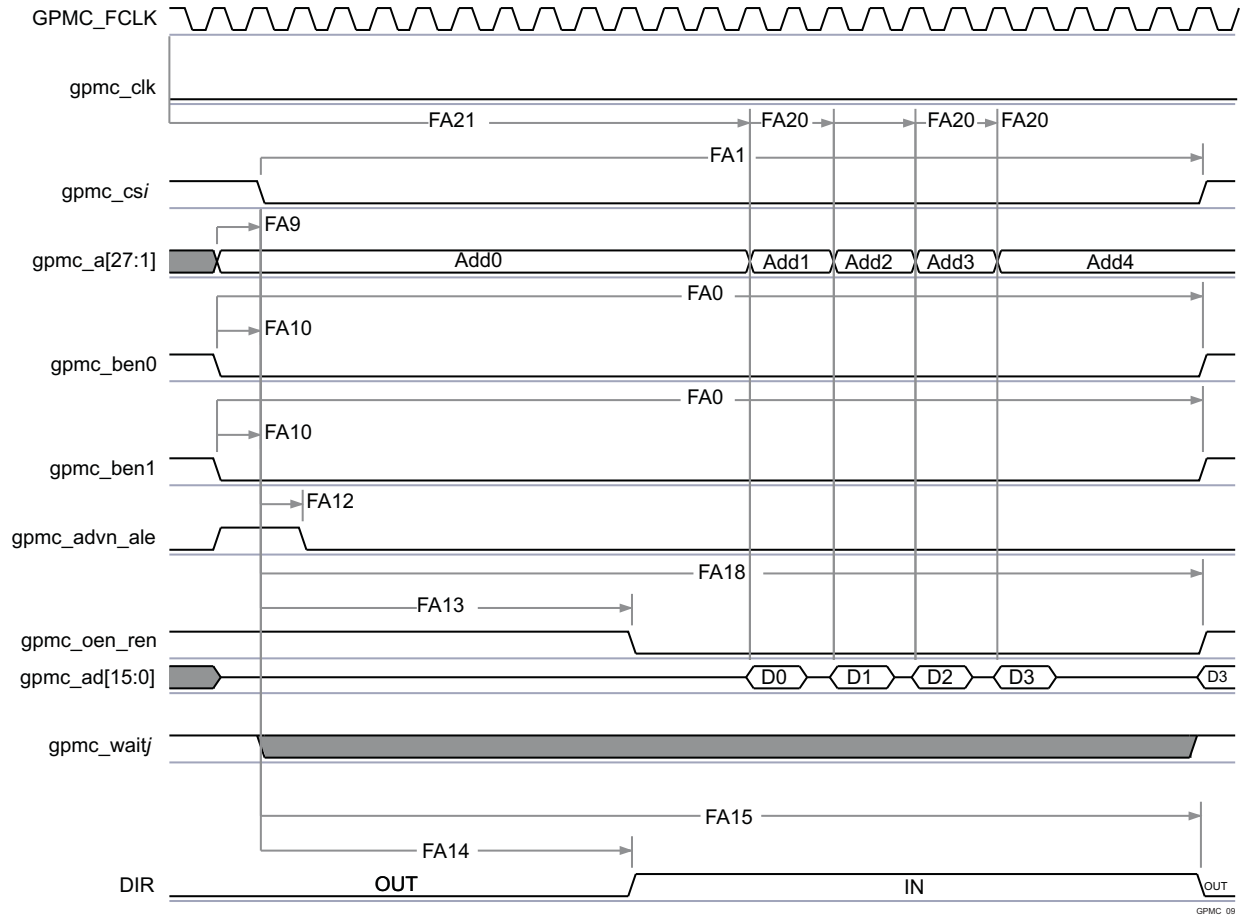 GPMC_FCLK
gpmc_clk
FA21 FA20 FA20 FA20
FA1
gpmc_csi
FA9
gpmc_a[27:1] Add0 Add1 Add2 Add3 Add4
FA0
FA10
gpmc_ben0
FA0
FA10
gpmc_ben1
FA12
gpmc_advn_ale
FA18
FA13
gpmc_oen_ren
gpmc_ad[15:0] D0 D1 D2 D3 D3
gpmc_waitj
FA15
FA14
DIR OUT IN OUT
GPMC_09